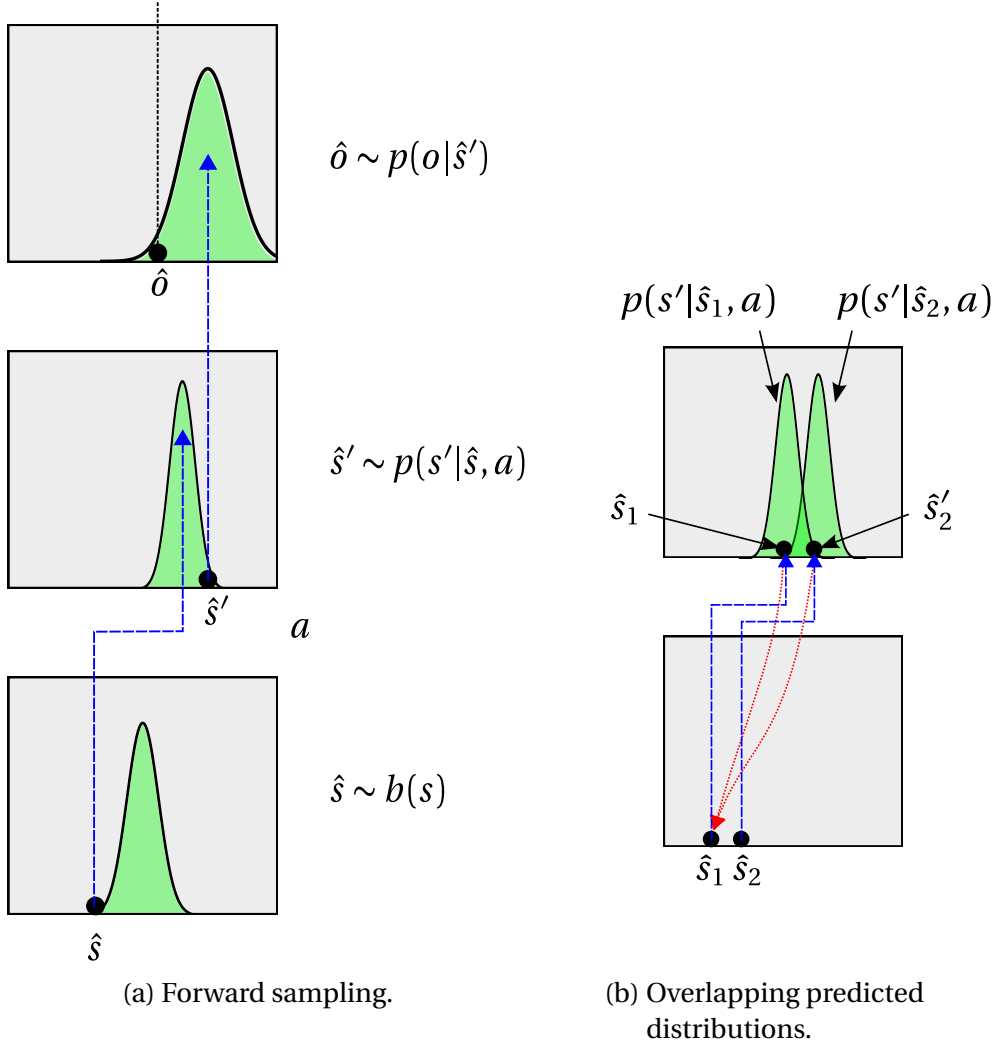 ô ~ p(o|ŝ′)
ô
ŝ′ ~ p(s′|ŝ, a)
ŝ′
a
ŝ ~ b(s)
ŝ
(a) Forward sampling.
p(s′|ŝ₁, a)
p(s′|ŝ₂, a)
ŝ₁
ŝ′₂
ŝ₁
ŝ₂
(b) Overlapping predicted
distributions.